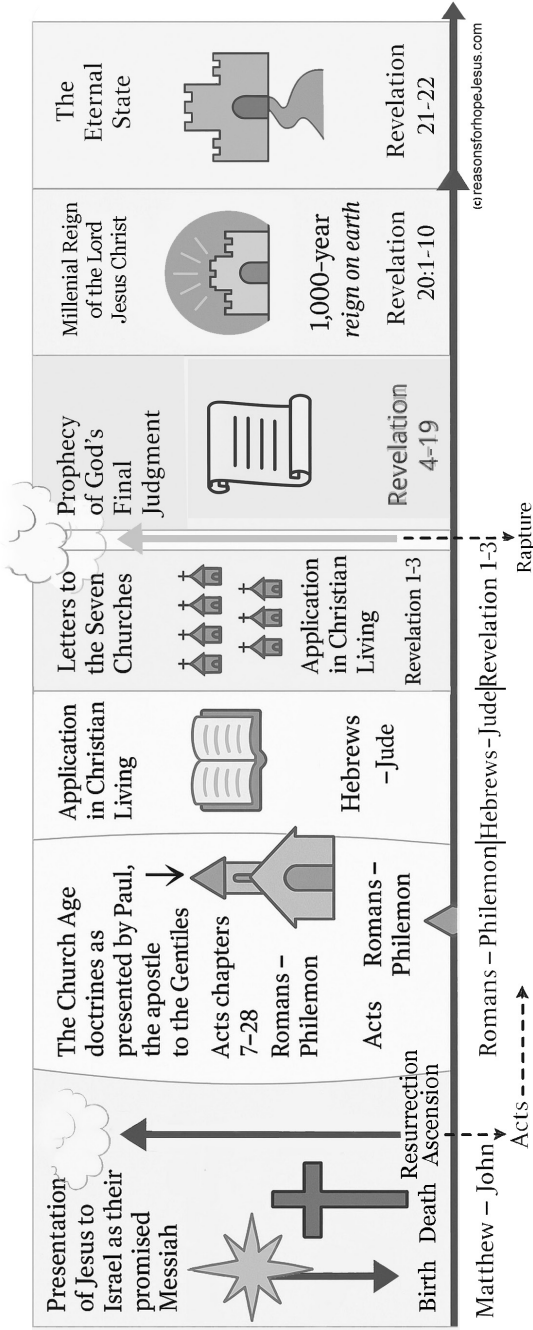 Presentation
of Jesus to
Israel as their
promised
Messiah
Birth
Death
Resurrection
Ascension
The Church Age
doctrines as
presented by Paul,
the apostle
to the Gentiles
Acts chapters
7–28
Romans –
Philemon
Acts
Romans –
Philemon
Application
in Christian
Living
Hebrews
–Jude
Letters to
the Seven
Churches
Application
in Christian
Living
Revelation 1-3
Prophecy
of God's
Final
Judgment
Revelation
4–19
Millenial Reign
of the Lord
Jesus Christ
1,000–year
reign on earth
Revelation
20:1-10
The
Eternal
State
Revelation
21-22
Matthew – John
Romans – Philemon|Hebrews–Jude|Revelation 1-3
Acts
Rapture
(c) reasonsforhopeJesus.com